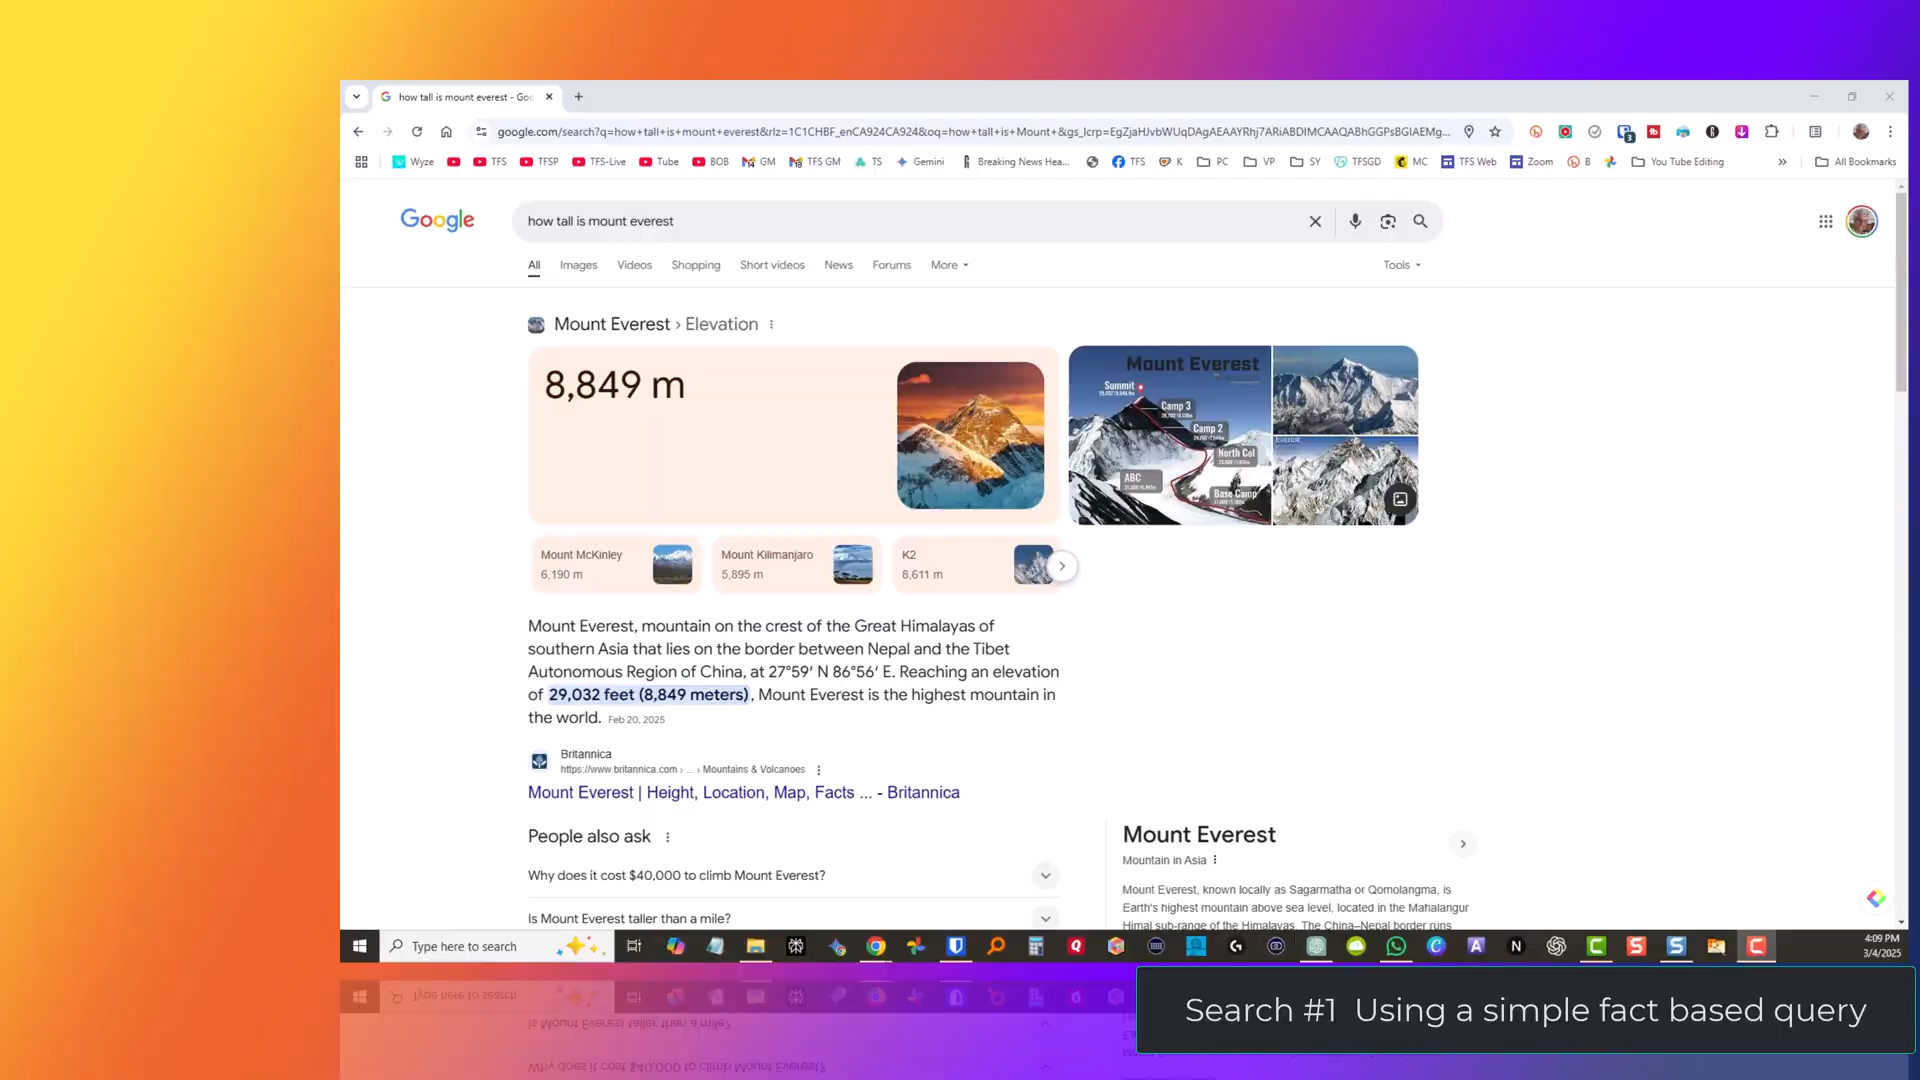 how tall is mount everest - Goo
google.com/search?q=how+tall+is+mount+everest&rlz=1C1CHBF_enCA924CA924&oq=how+tall+is+Mount+&gs_lcrp=EgZjaHJvbWUqDAgAEAAYRhj7ARiABDIMCAAQABhGGPsBGIAEMg...
Wyze TFS TFSP TFS-Live Tube BOB GM TFS GM TS Gemini Breaking News Hea... TFS K PC VP SY TFSGD MC TFS Web Zoom B You Tube Editing All Bookmarks
Google
how tall is mount everest
All Images Videos Shopping Short videos News Forums More Tools
Mount Everest › Elevation
8,849 m
Mount Everest
Summit
Camp 3
Camp 2
North Col
ABC
Base Camp
Everest
Mount McKinley
6,190 m
Mount Kilimanjaro
5,895 m
K2
8,611 m
Mount Everest, mountain on the crest of the Great Himalayas of
southern Asia that lies on the border between Nepal and the Tibet
Autonomous Region of China, at 27°59′ N 86°56′ E. Reaching an elevation
of 29,032 feet (8,849 meters), Mount Everest is the highest mountain in
the world. Feb 20, 2025
Britannica
https://www.britannica.com › ... › Mountains & Volcanoes
Mount Everest | Height, Location, Map, Facts ... - Britannica
People also ask
Why does it cost $40,000 to climb Mount Everest?
Is Mount Everest taller than a mile?
Mount Everest
Mountain in Asia
Mount Everest, known locally as Sagarmatha or Qomolangma, is
Earth's highest mountain above sea level, located in the Mahalangur
Himal sub-range of the Himalayas. The China–Nepal border runs
Type here to search
4:09 PM
3/4/2025
Search #1 Using a simple fact based query